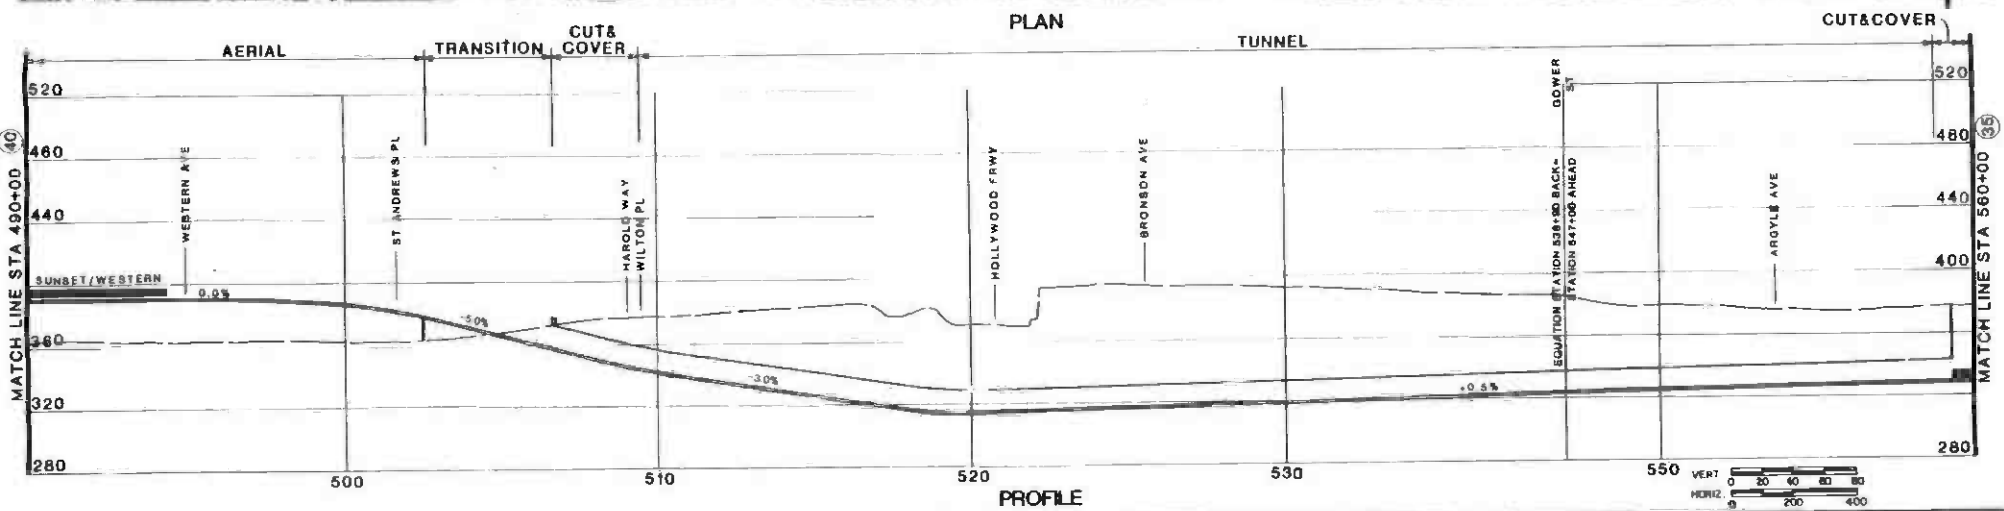 PLAN
CUT&COVER
CUT&
COVER
AERIAL
TRANSITION
TUNNEL
520
520
GOWER
ST
480
480
40
35
WESTERN AVE
ST ANDREWS PL
HAROLD WAY
WILTON PL
HOLLYWOOD FRWY
BRONSON AVE
EQUATION STATION 538+90 BACK=
STATION 547+00 AHEAD
ARGYLE AVE
MATCH LINE STA 490+00
MATCH LINE STA 560+00
440
440
400
SUNSET/WESTERN
0.0%
-5.0%
360
-3.0%
+0.5%
320
280
280
500
510
520
530
550
PROFILE
VERT
0 20 40 60 80
HORIZ.
0 200 400